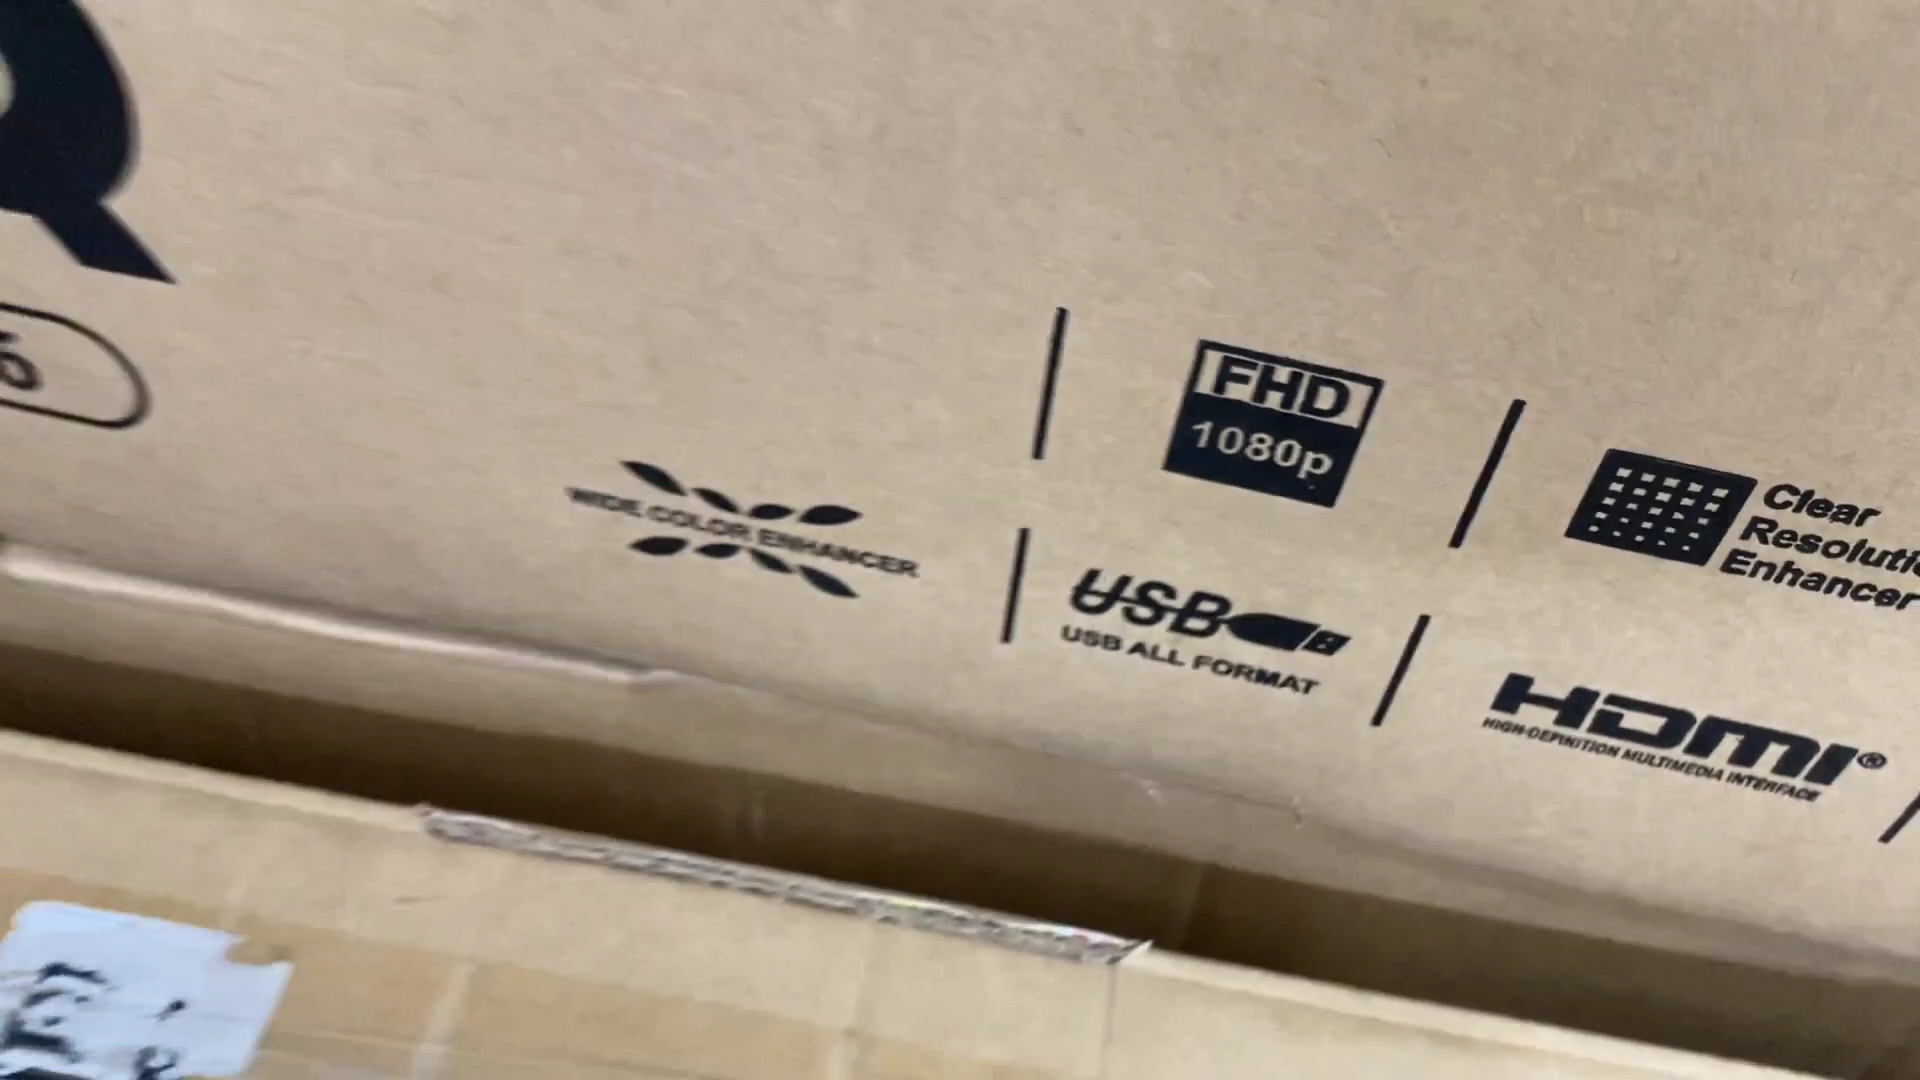 FHD
1080p
Clear
Resoluti
Enhancer
WIDE COLOR ENHANCER
USB
USB ALL FORMAT
HDMI®
HIGH-DEFINITION MULTIMEDIA INTERFACE